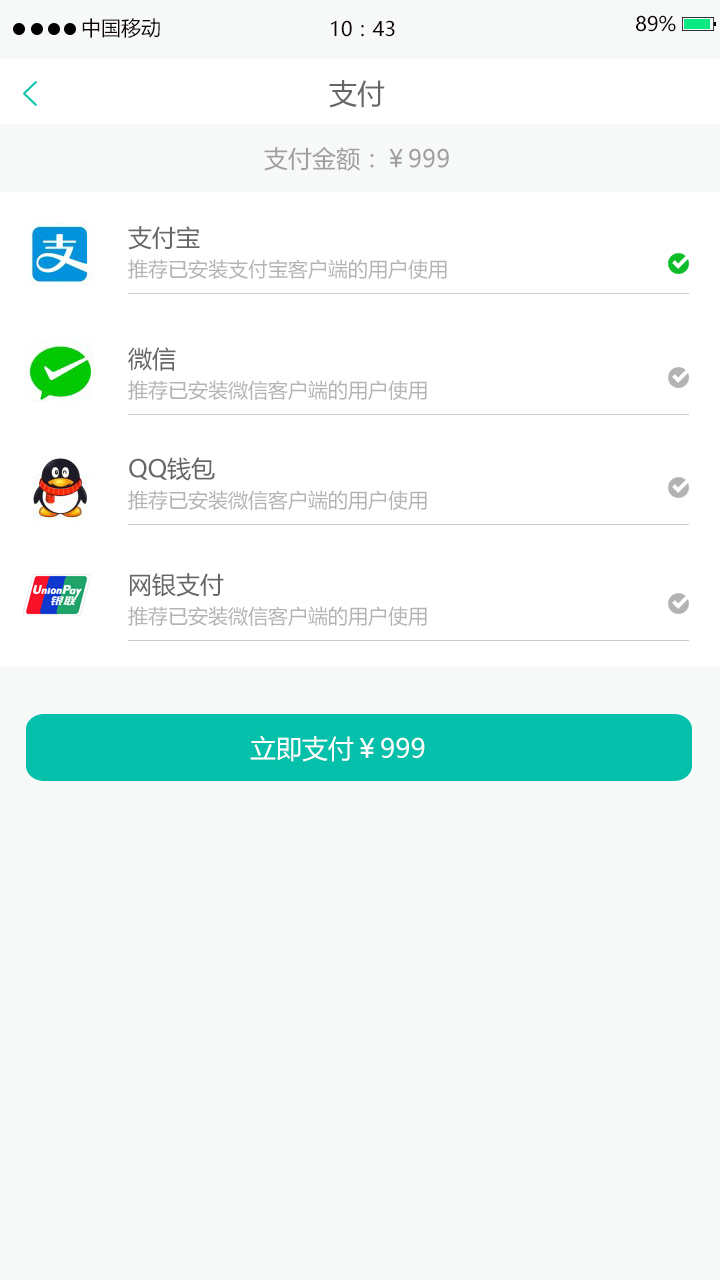 中国移动 10：43 89%
支付
支付金额：￥999
支
支付宝
推荐已安装支付宝客户端的用户使用
微信
推荐已安装微信客户端的用户使用
QQ钱包
推荐已安装微信客户端的用户使用
UnionPay
银联
网银支付
推荐已安装微信客户端的用户使用
立即支付￥999